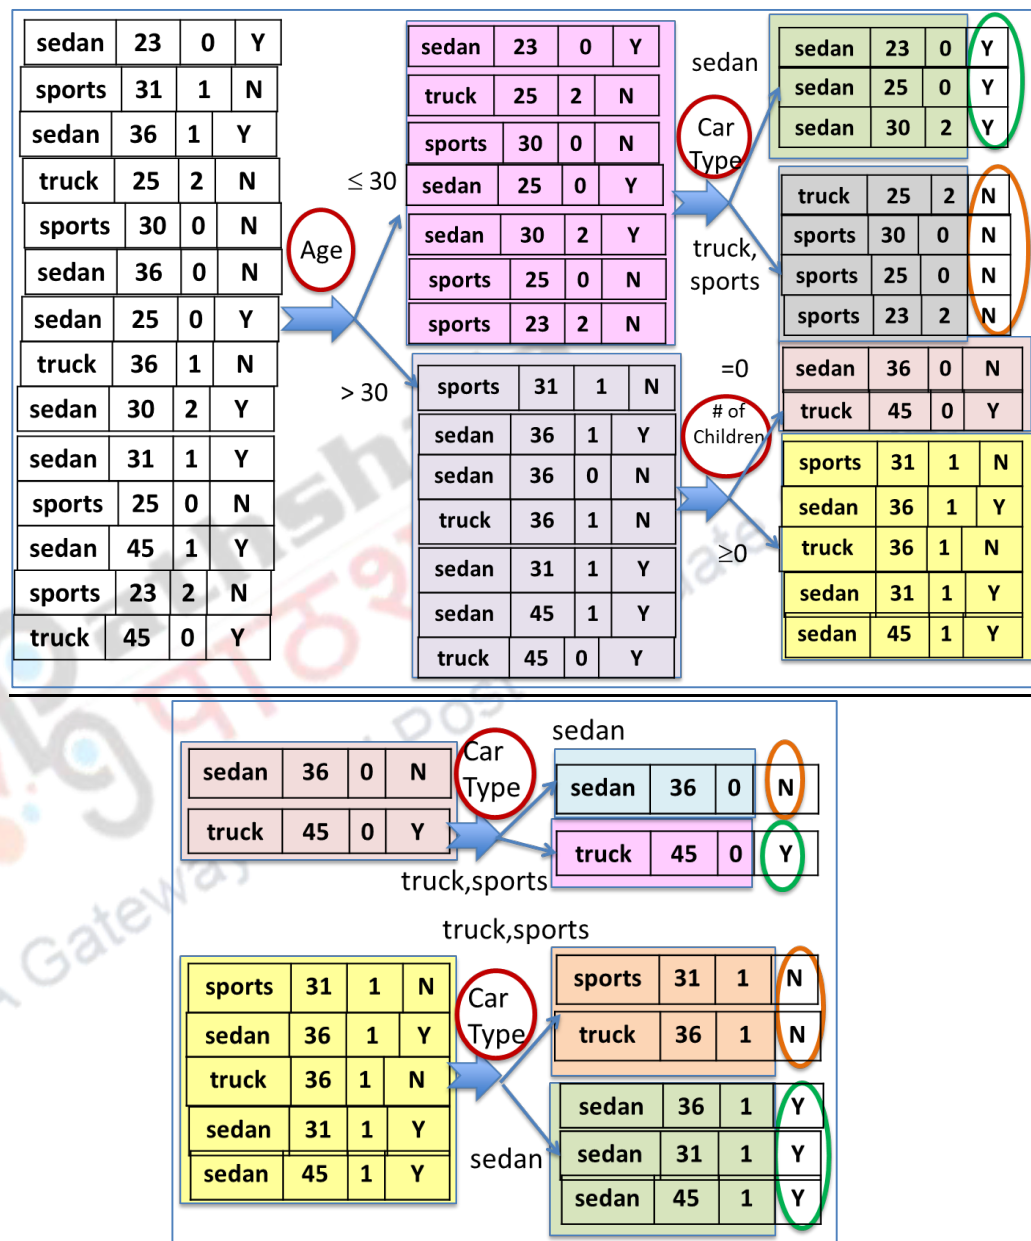 sedan 23 0 Y
sports 31 1 N
sedan 36 1 Y
truck 25 2 N
sports 30 0 N
sedan 36 0 N
sedan 25 0 Y
truck 36 1 N
sedan 30 2 Y
sedan 31 1 Y
sports 25 0 N
sedan 45 1 Y
sports 23 2 N
truck 45 0 Y
Age
≤ 30
> 30
sedan 23 0 Y
truck 25 2 N
sports 30 0 N
sedan 25 0 Y
sedan 30 2 Y
sports 25 0 N
sports 23 2 N
sports 31 1 N
sedan 36 1 Y
sedan 36 0 N
truck 36 1 N
sedan 31 1 Y
sedan 45 1 Y
truck 45 0 Y
sedan
Car
Type
truck,
sports
=0
# of
Children
≥0
sedan 23 0 Y
sedan 25 0 Y
sedan 30 2 Y
truck 25 2 N
sports 30 0 N
sports 25 0 N
sports 23 2 N
sedan 36 0 N
truck 45 0 Y
sports 31 1 N
sedan 36 1 Y
truck 36 1 N
sedan 31 1 Y
sedan 45 1 Y
sedan 36 0 N
truck 45 0 Y
Car
Type
sedan
truck,sports
sedan 36 0 N
truck 45 0 Y
truck,sports
sports 31 1 N
sedan 36 1 Y
truck 36 1 N
sedan 31 1 Y
sedan 45 1 Y
Car
Type
sedan
sports 31 1 N
truck 36 1 N
sedan 36 1 Y
sedan 31 1 Y
sedan 45 1 Y
A Gateway Post